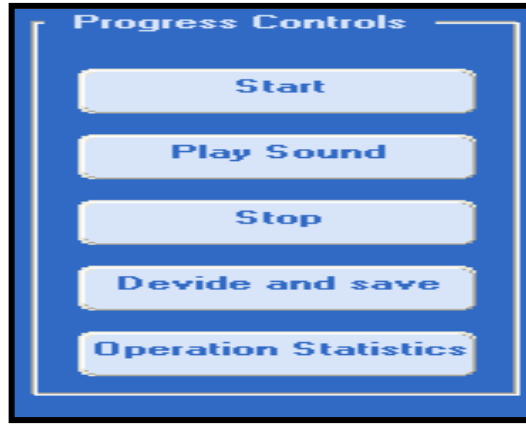 Progress Controls
Start
Play Sound
Stop
Devide and save
Operation Statistics